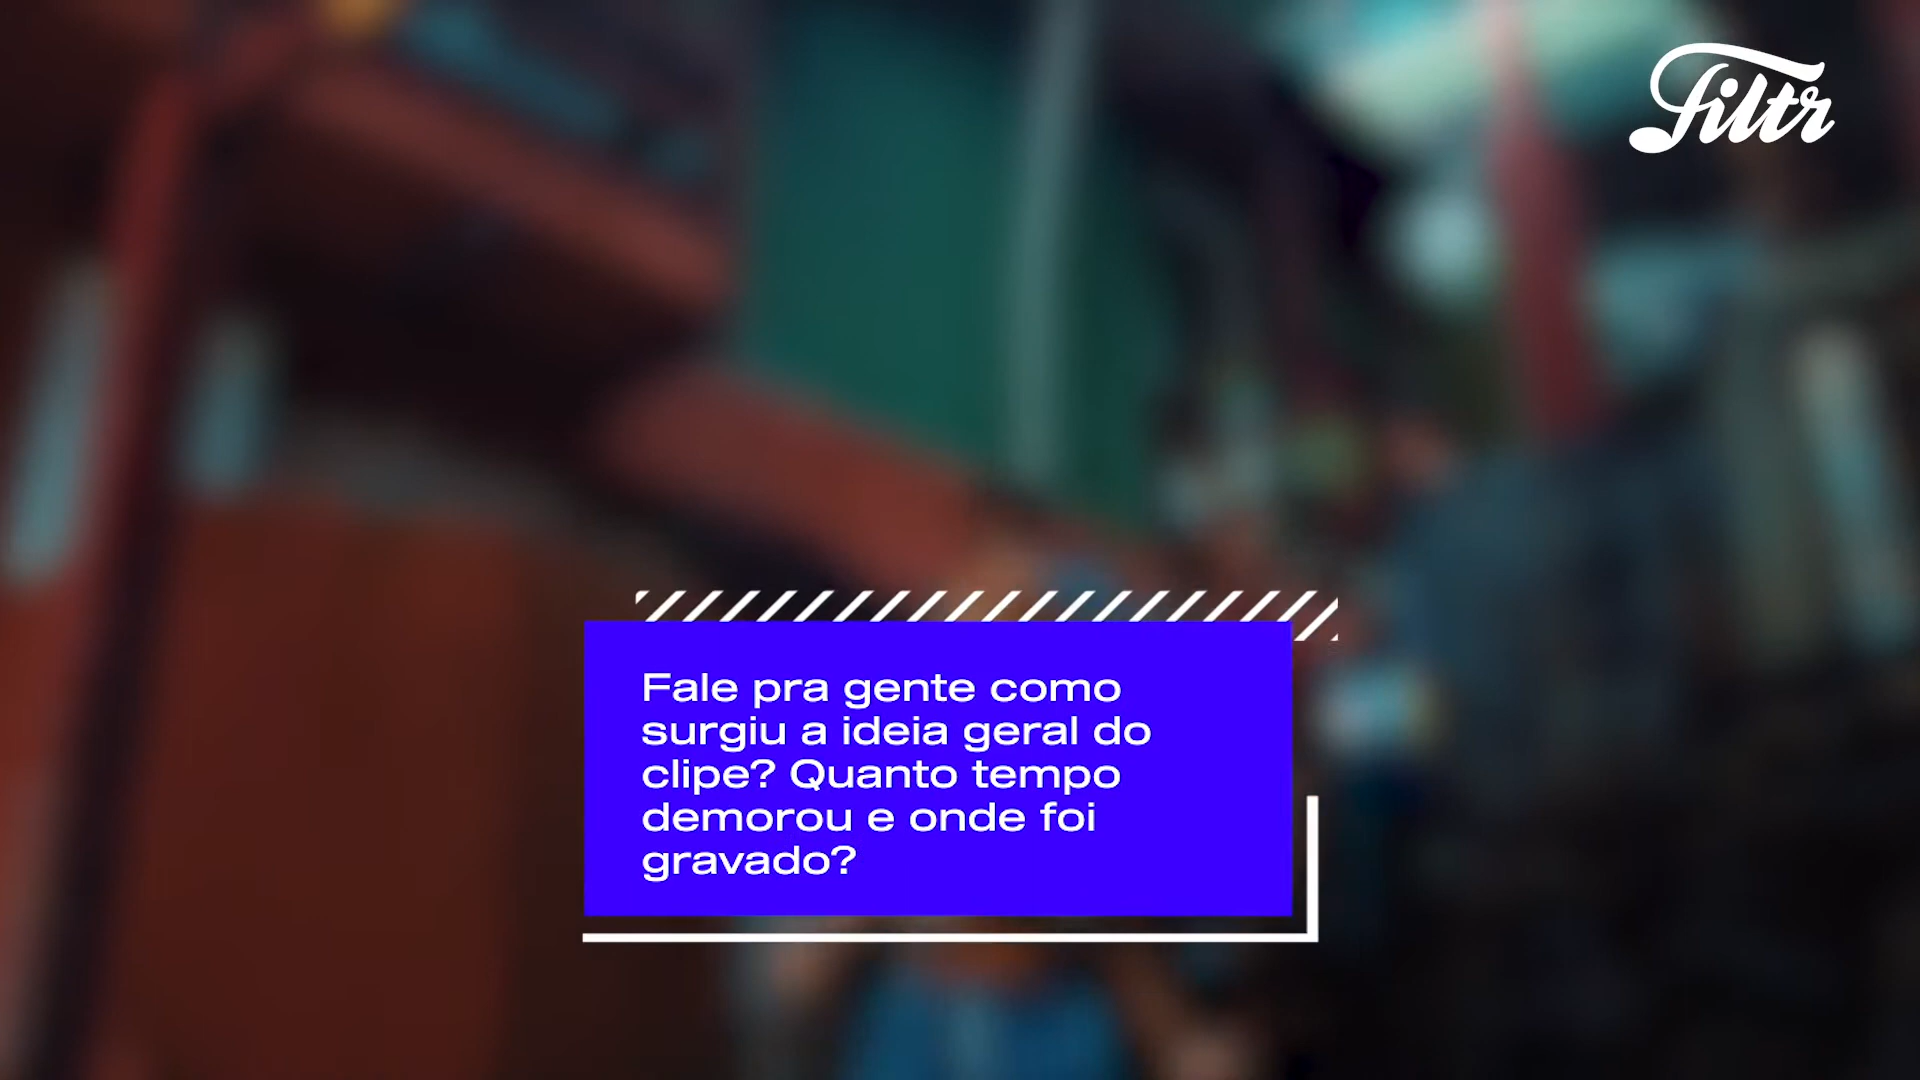 Filtr
Fale pra gente como
surgiu a ideia geral do
clipe? Quanto tempo
demorou e onde foi
gravado?